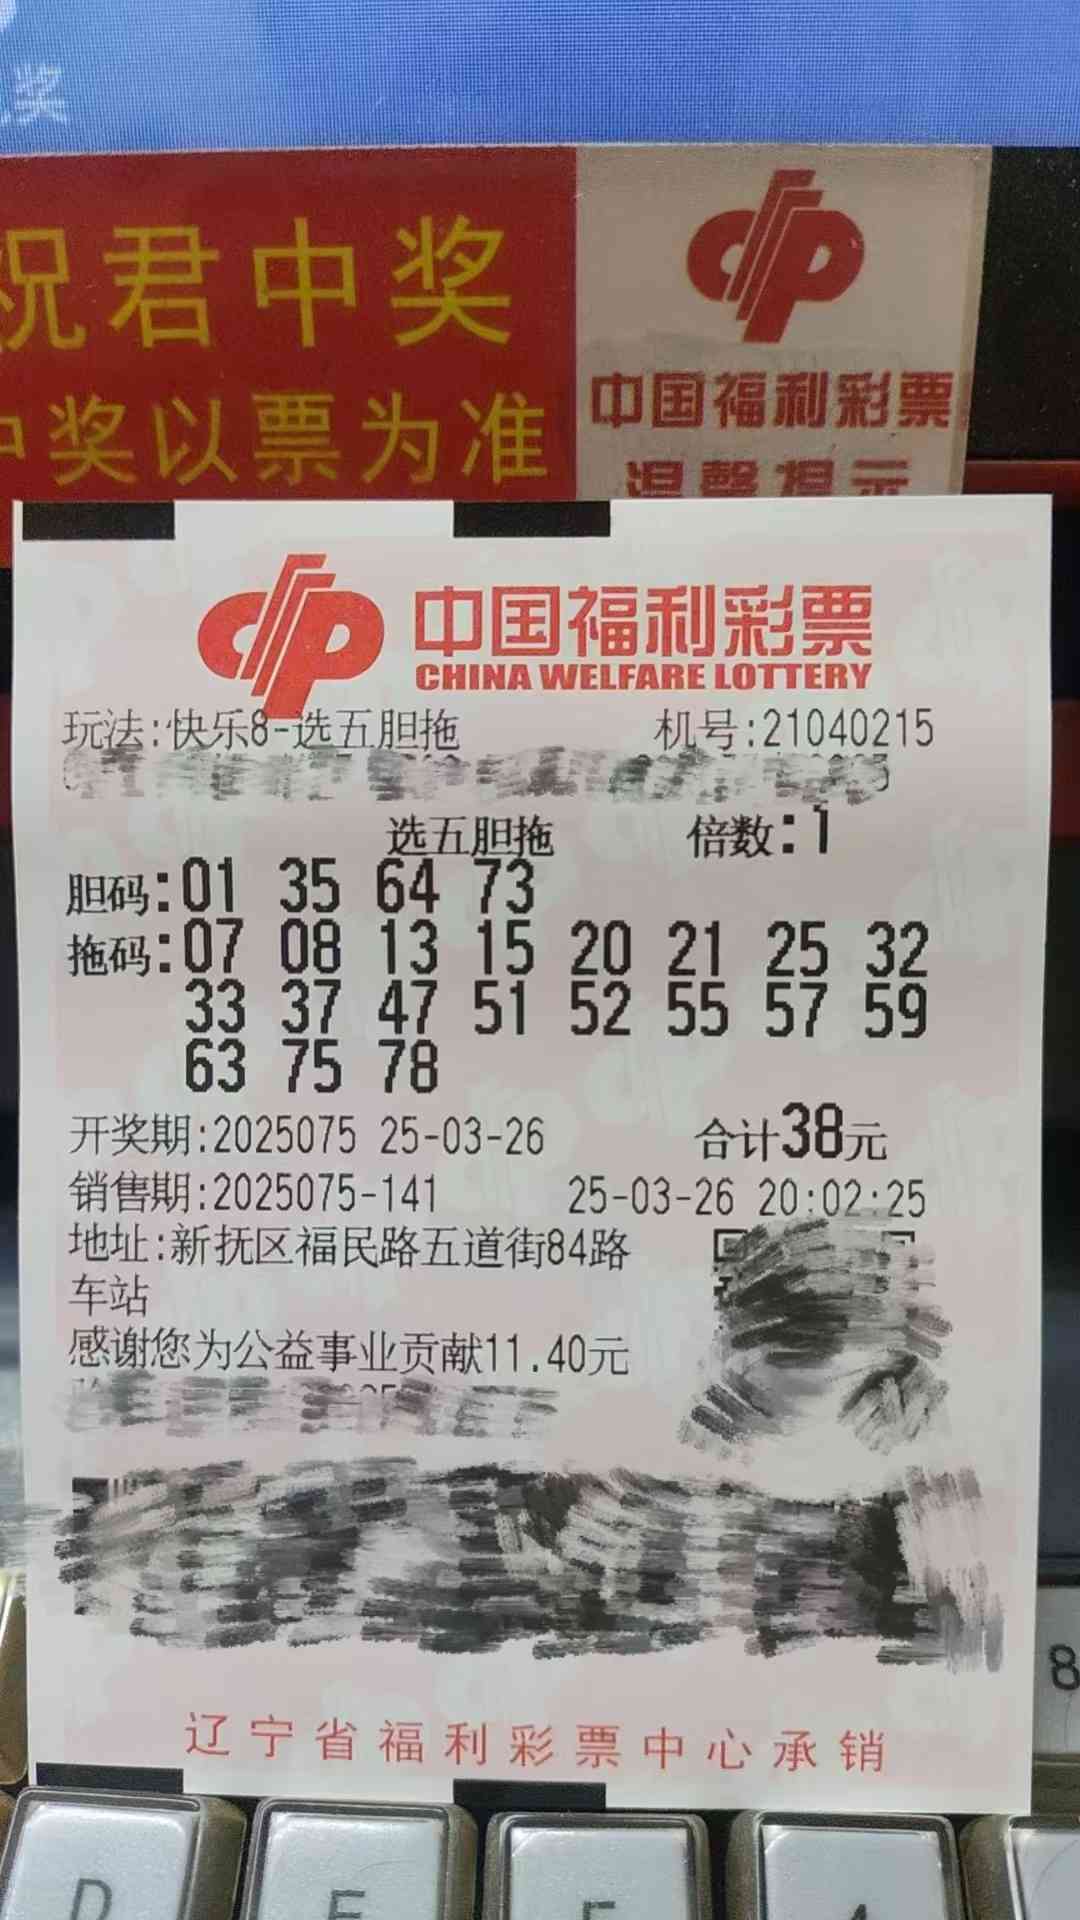 奖
祝君中奖
中奖以票为准
中国福利彩票
温馨提示
中国福利彩票
CHINA WELFARE LOTTERY
玩法:快乐8-选五胆拖 机号:21040215
选五胆拖 倍数:1
胆码:01 35 64 73
拖码:07 08 13 15 20 21 25 32
33 37 47 51 52 55 57 59
63 75 78
开奖期:2025075 25-03-26 合计38元
销售期:2025075-141 25-03-26 20:02:25
地址:新抚区福民路五道街84路
车站
感谢您为公益事业贡献11.40元
辽宁省福利彩票中心承销
8
D F F 4